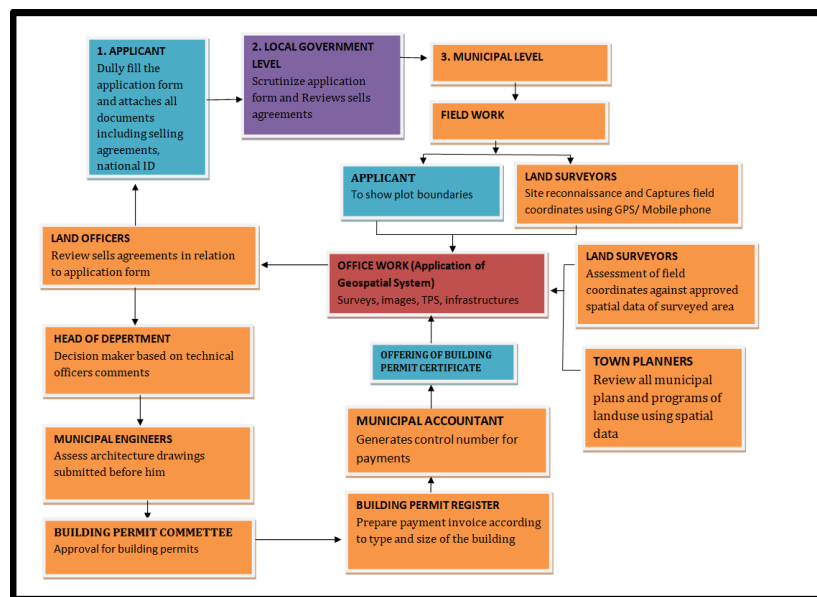 1. APPLICANT
Dully fill the
application form
and attaches all
documents
including selling
agreements,
national ID
2. LOCAL GOVERNMENT
LEVEL
Scrutinize application
form and Reviews sells
agreements
3. MUNICIPAL LEVEL
FIELD WORK
APPLICANT
To show plot boundaries
LAND SURVEYORS
Site reconnaissance and Captures field
coordinates using GPS/ Mobile phone
LAND OFFICERS
Review sells agreements in relation
to application form
OFFICE WORK (Application of
Geospatial System)
Surveys, images, TPS, infrastructures
LAND SURVEYORS
Assessment of field
coordinates against approved
spatial data of surveyed area
HEAD OF DEPERTMENT
Decision maker based on technical
officers comments
OFFERING OF BUILDING
PERMIT CERTIFICATE
TOWN PLANNERS
Review all municipal
plans and programs of
landuse using spatial
data
MUNICIPAL ENGINEERS
Assess architecture drawings
submitted before him
MUNICIPAL ACCOUNTANT
Generates control number for
payments
BUILDING PERMIT COMMETTEE
Approval for building permits
BUILDING PERMIT REGISTER
Prepare payment invoice according
to type and size of the building